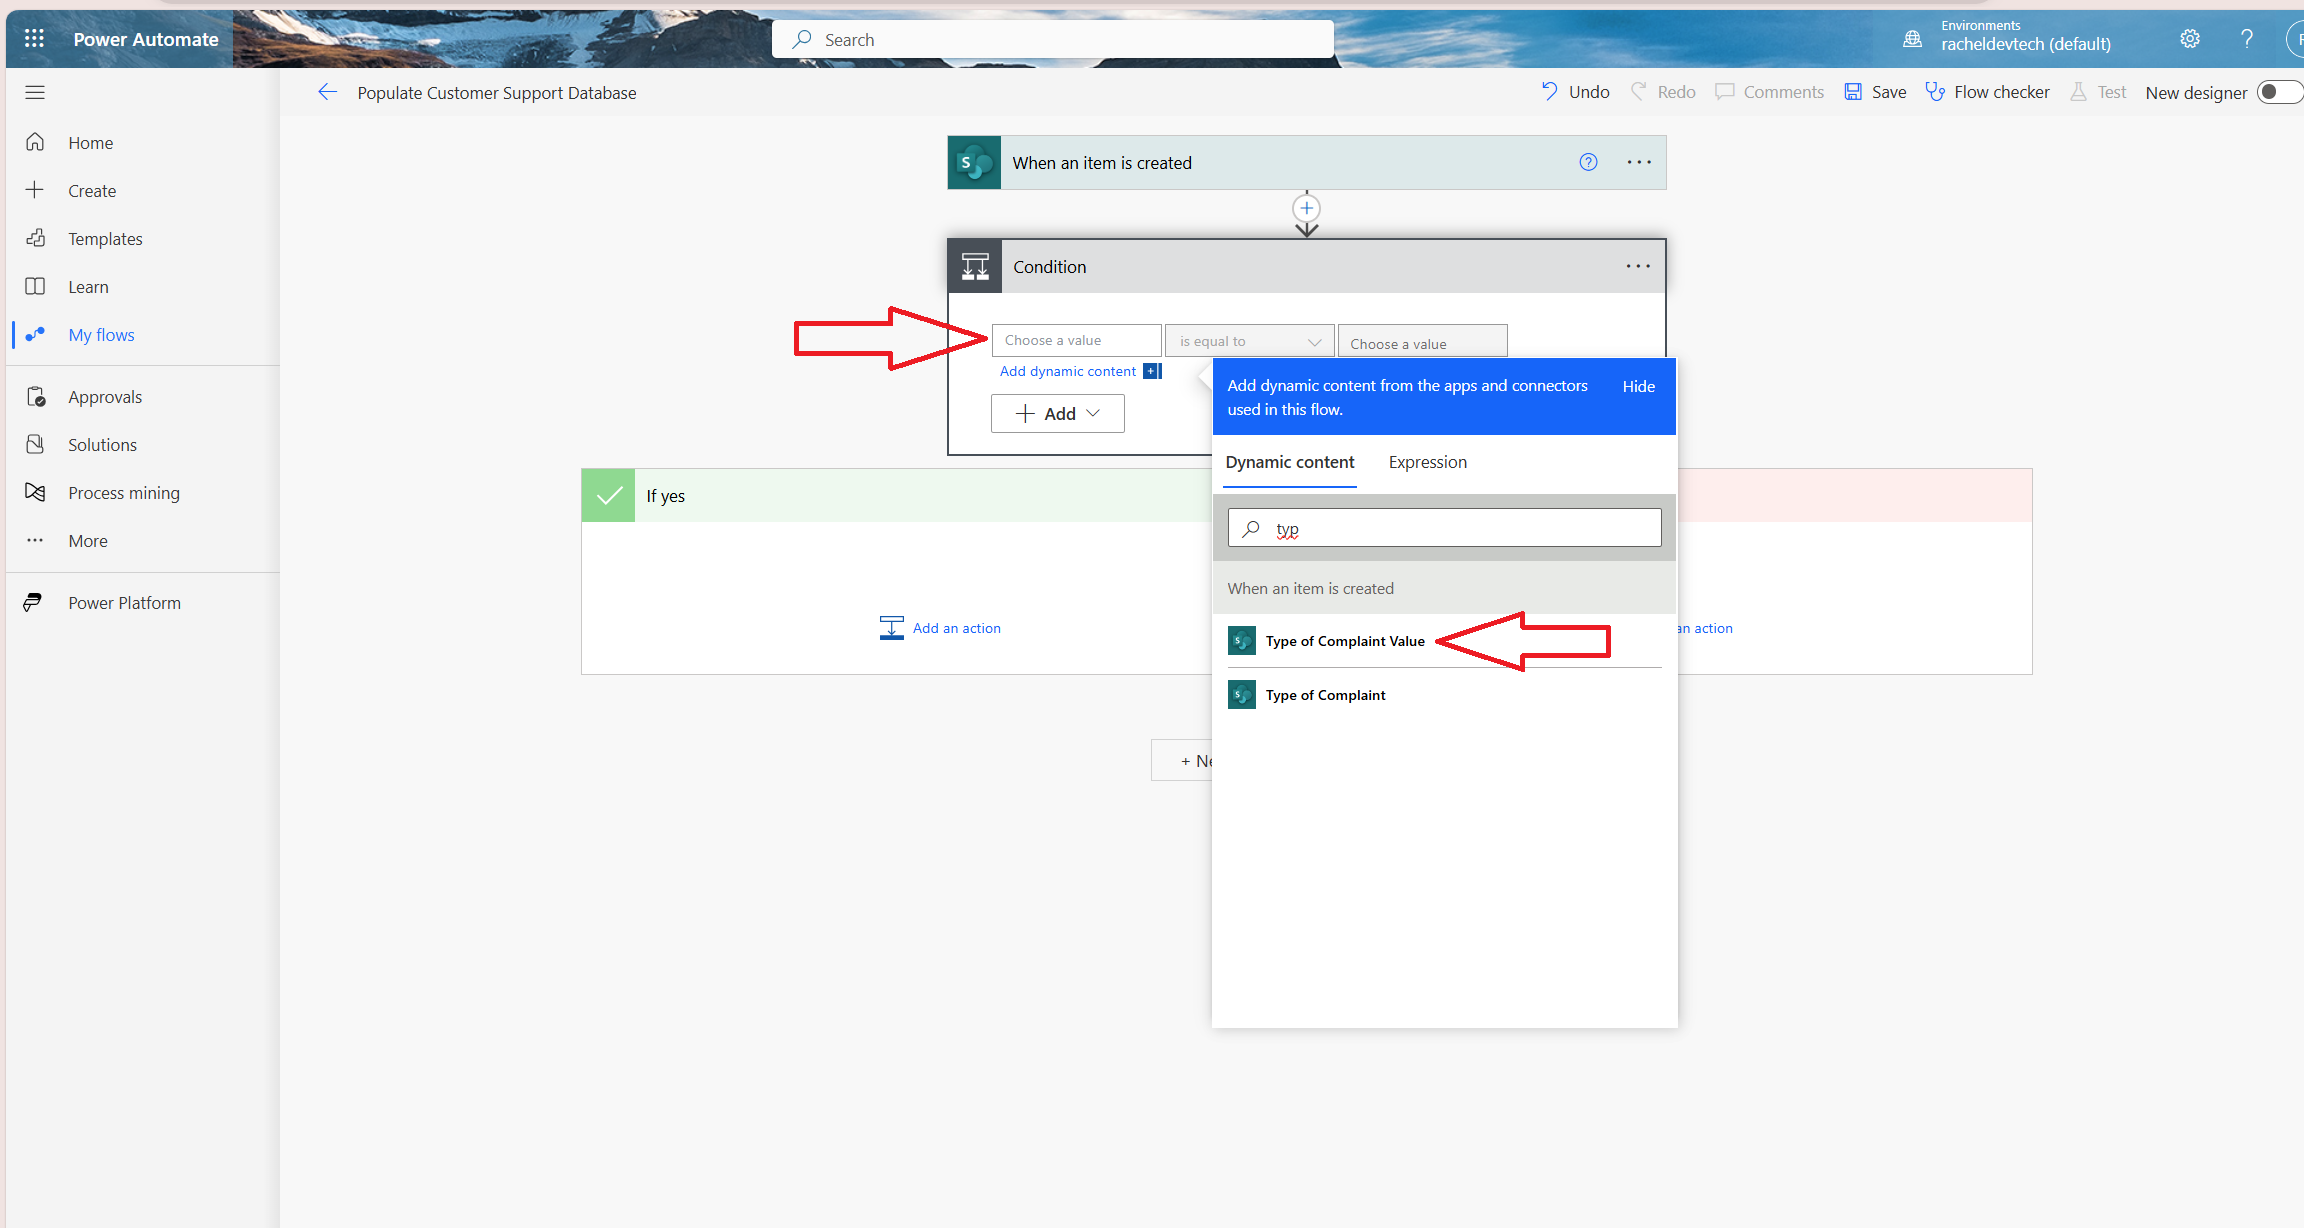 Power Automate
Search
Environments
racheldevtech (default)
?
Populate Customer Support Database
Undo
Redo
Comments
Save
Flow checker
Test
New designer
Home
Create
Templates
Learn
My flows
Approvals
Solutions
Process mining
More
Power Platform
S
When an item is created
?
Condition
Choose a value
is equal to
Choose a value
Add dynamic content
Add
Add dynamic content from the apps and connectors
used in this flow.
Hide
Dynamic content
Expression
typ
When an item is created
S
Type of Complaint Value
S
Type of Complaint
If yes
Add an action
an action
+ Ne